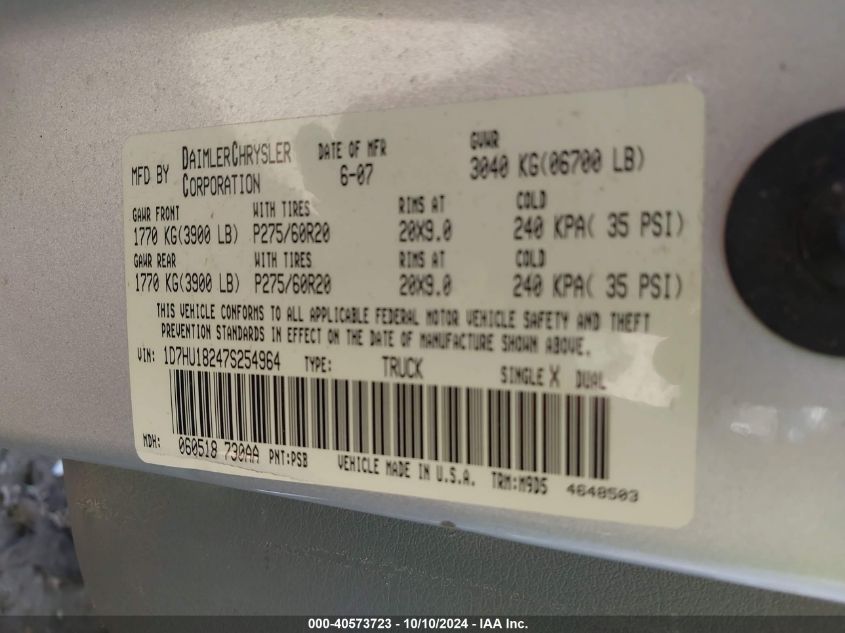 MFD BY DAIMLERCHRYSLER CORPORATION DATE OF MFR 6-07 GVWR 3040 KG(06700 LB)
GAWR FRONT WITH TIRES RIMS AT COLD
1770 KG(3900 LB) P275/60R20 20X9.0 240 KPA( 35 PSI)
GAWR REAR WITH TIRES RIMS AT COLD
1770 KG(3900 LB) P275/60R20 20X9.0 240 KPA( 35 PSI)
THIS VEHICLE CONFORMS TO ALL APPLICABLE FEDERAL MOTOR VEHICLE SAFETY AND THEFT
PREVENTION STANDARDS IN EFFECT ON THE DATE OF MANUFACTURE SHOWN ABOVE.
VIN: 1D7HU18247S254964 TYPE: TRUCK SINGLE X DUAL
MDH: 060518 730AA PNT:PSB VEHICLE MADE IN U.S.A. TRM:M9D5 4648503
000-40573723 - 10/10/2024 - IAA Inc.